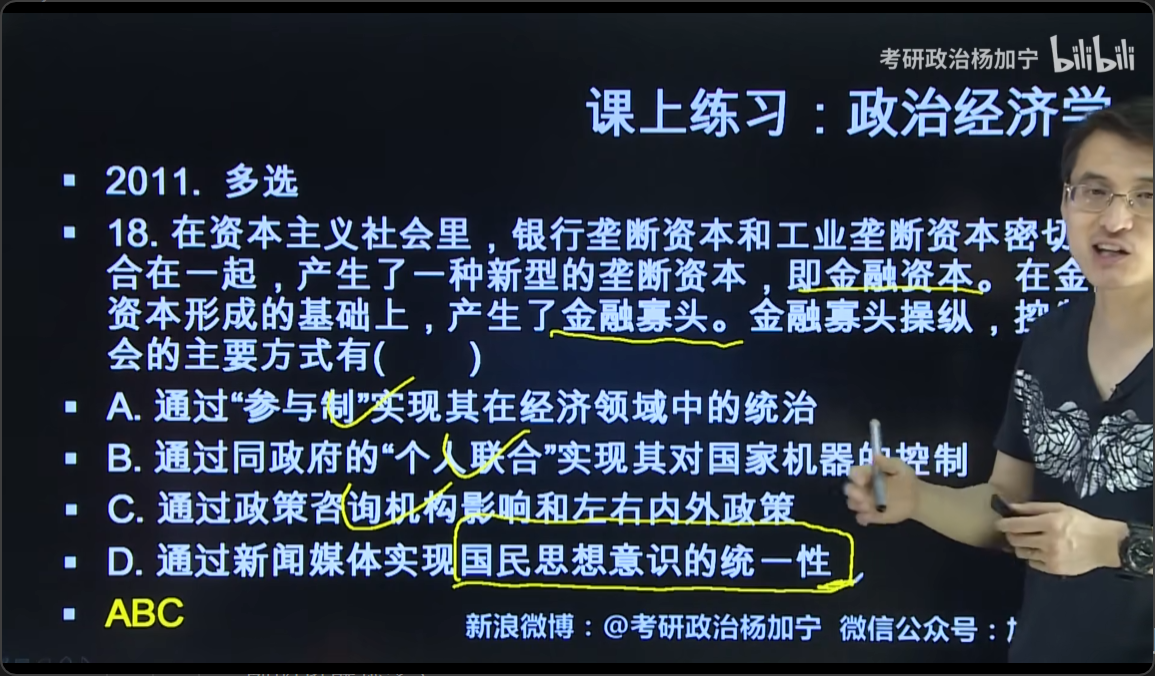 考研政治杨加宁 bilibili
课上练习：政治经济学
2011. 多选
18. 在资本主义社会里，银行垄断资本和工业垄断资本密切
合在一起，产生了一种新型的垄断资本，即金融资本。在金
资本形成的基础上，产生了金融寡头。金融寡头操纵，控
会的主要方式有( )
A. 通过“参与制”实现其在经济领域中的统治
B. 通过同政府的“个人联合”实现其对国家机器的控制
C. 通过政策咨询机构影响和左右内外政策
D. 通过新闻媒体实现国民思想意识的统一性
ABC
新浪微博：@考研政治杨加宁 微信公众号：